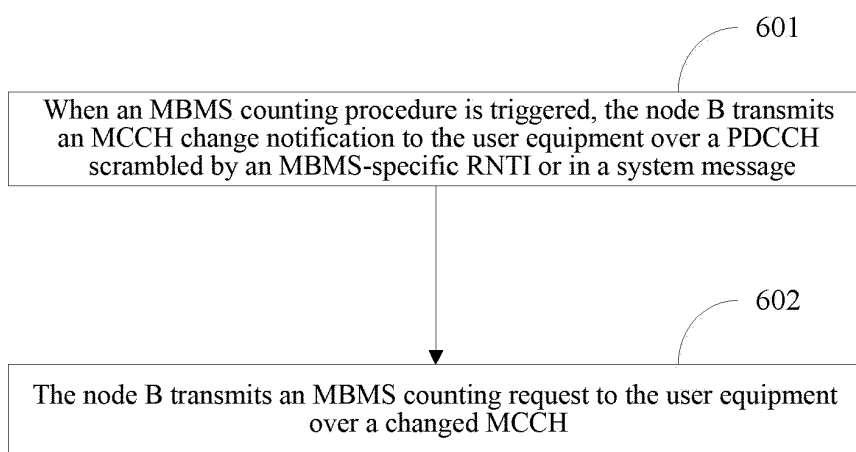 601
When an MBMS counting procedure is triggered, the node B transmits
an MCCH change notification to the user equipment over a PDCCH
scrambled by an MBMS-specific RNTI or in a system message
602
The node B transmits an MBMS counting request to the user equipment
over a changed MCCH